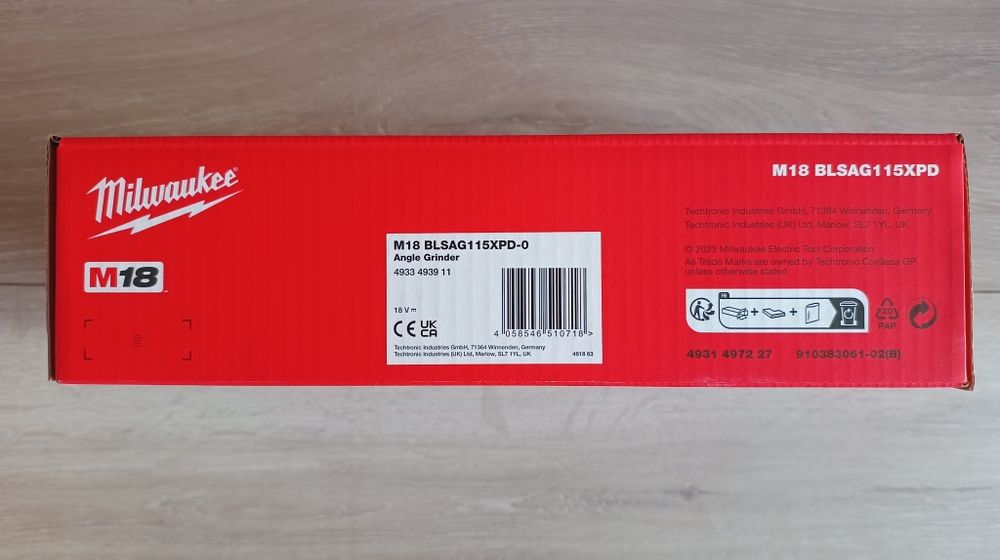 Milwaukee®
M18™
M18 BLSAG115XPD-0
Angle Grinder
4933 4939 11
18 V
CE UK CA
4 058546 510718 >
Techtronic Industries GmbH, 71364 Winnenden, Germany
Techtronic Industries (UK) Ltd, Marlow, SL7 1YL, UK
4818 63
M18 BLSAG115XPD
Techtronic Industries GmbH, 71364 Winnenden, Germany
Techtronic Industries (UK) Ltd, Marlow, SL7 1YL, UK
© 2023 Milwaukee Electric Tool Corporation
All Trade Marks are owned by Techtronic Cordless GP
unless otherwise stated
FR
+ +
20
PAP
4931 4972 27
910383061-02(B)